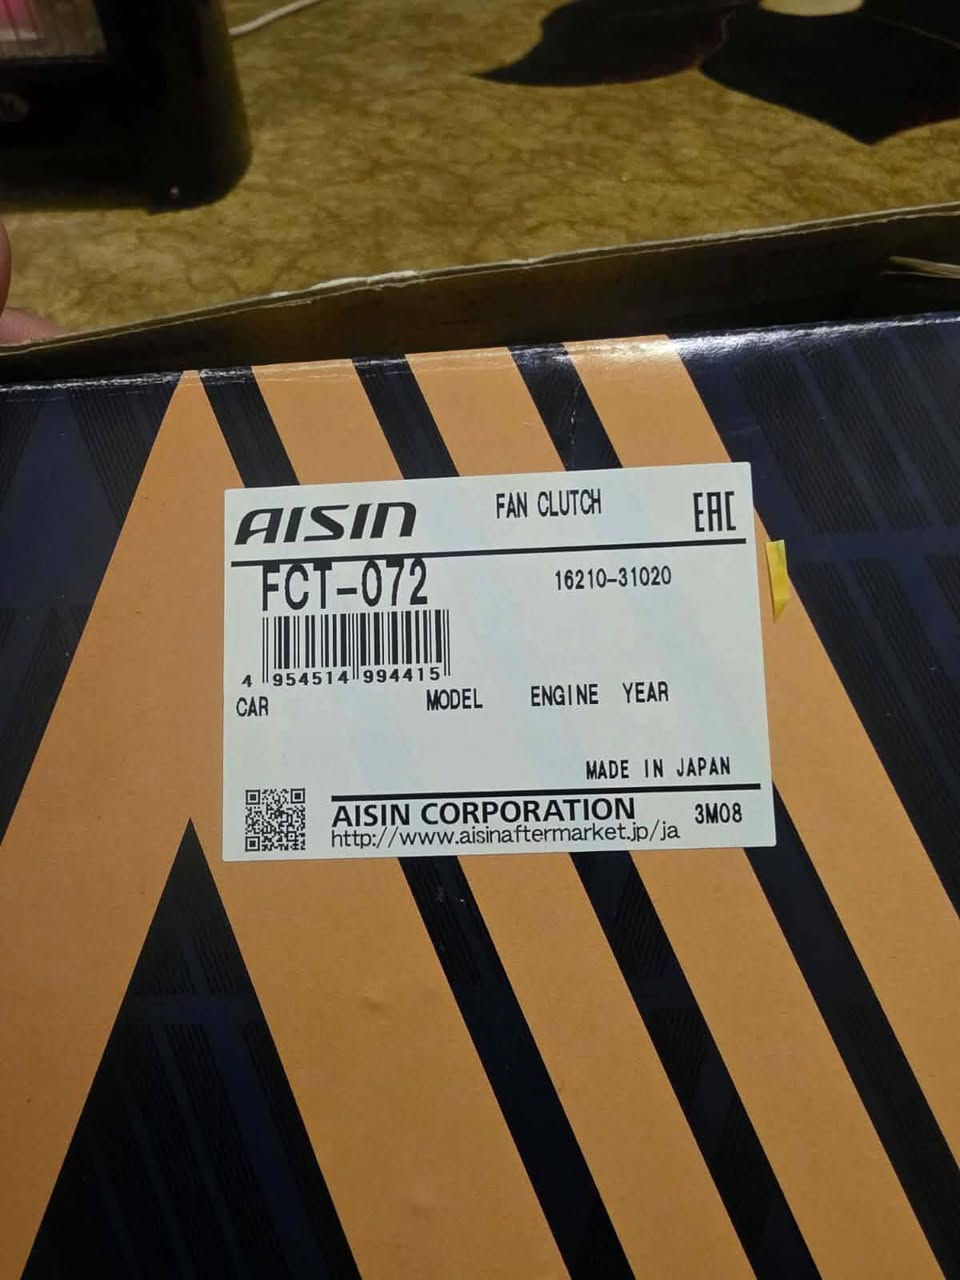 AISIN
FAN CLUTCH
EAC
FCT-072
16210-31020
4 954514 994415
CAR MODEL ENGINE YEAR
MADE IN JAPAN
AISIN CORPORATION
3M08
http://www.aisinaftermarket.jp/ja